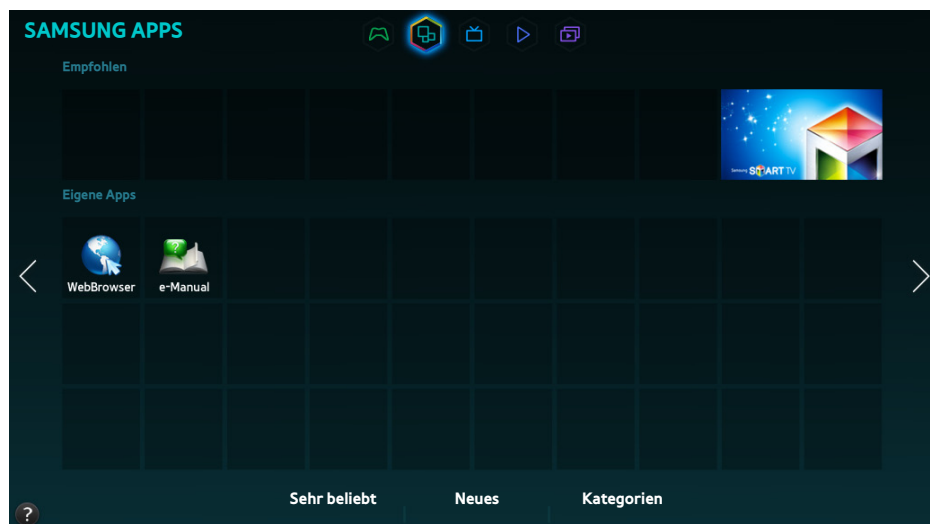 SAMSUNG APPS
Empfohlen
Samsung SMART TV
Eigene Apps
?
WebBrowser
e-Manual
Sehr beliebt
Neues
Kategorien
?